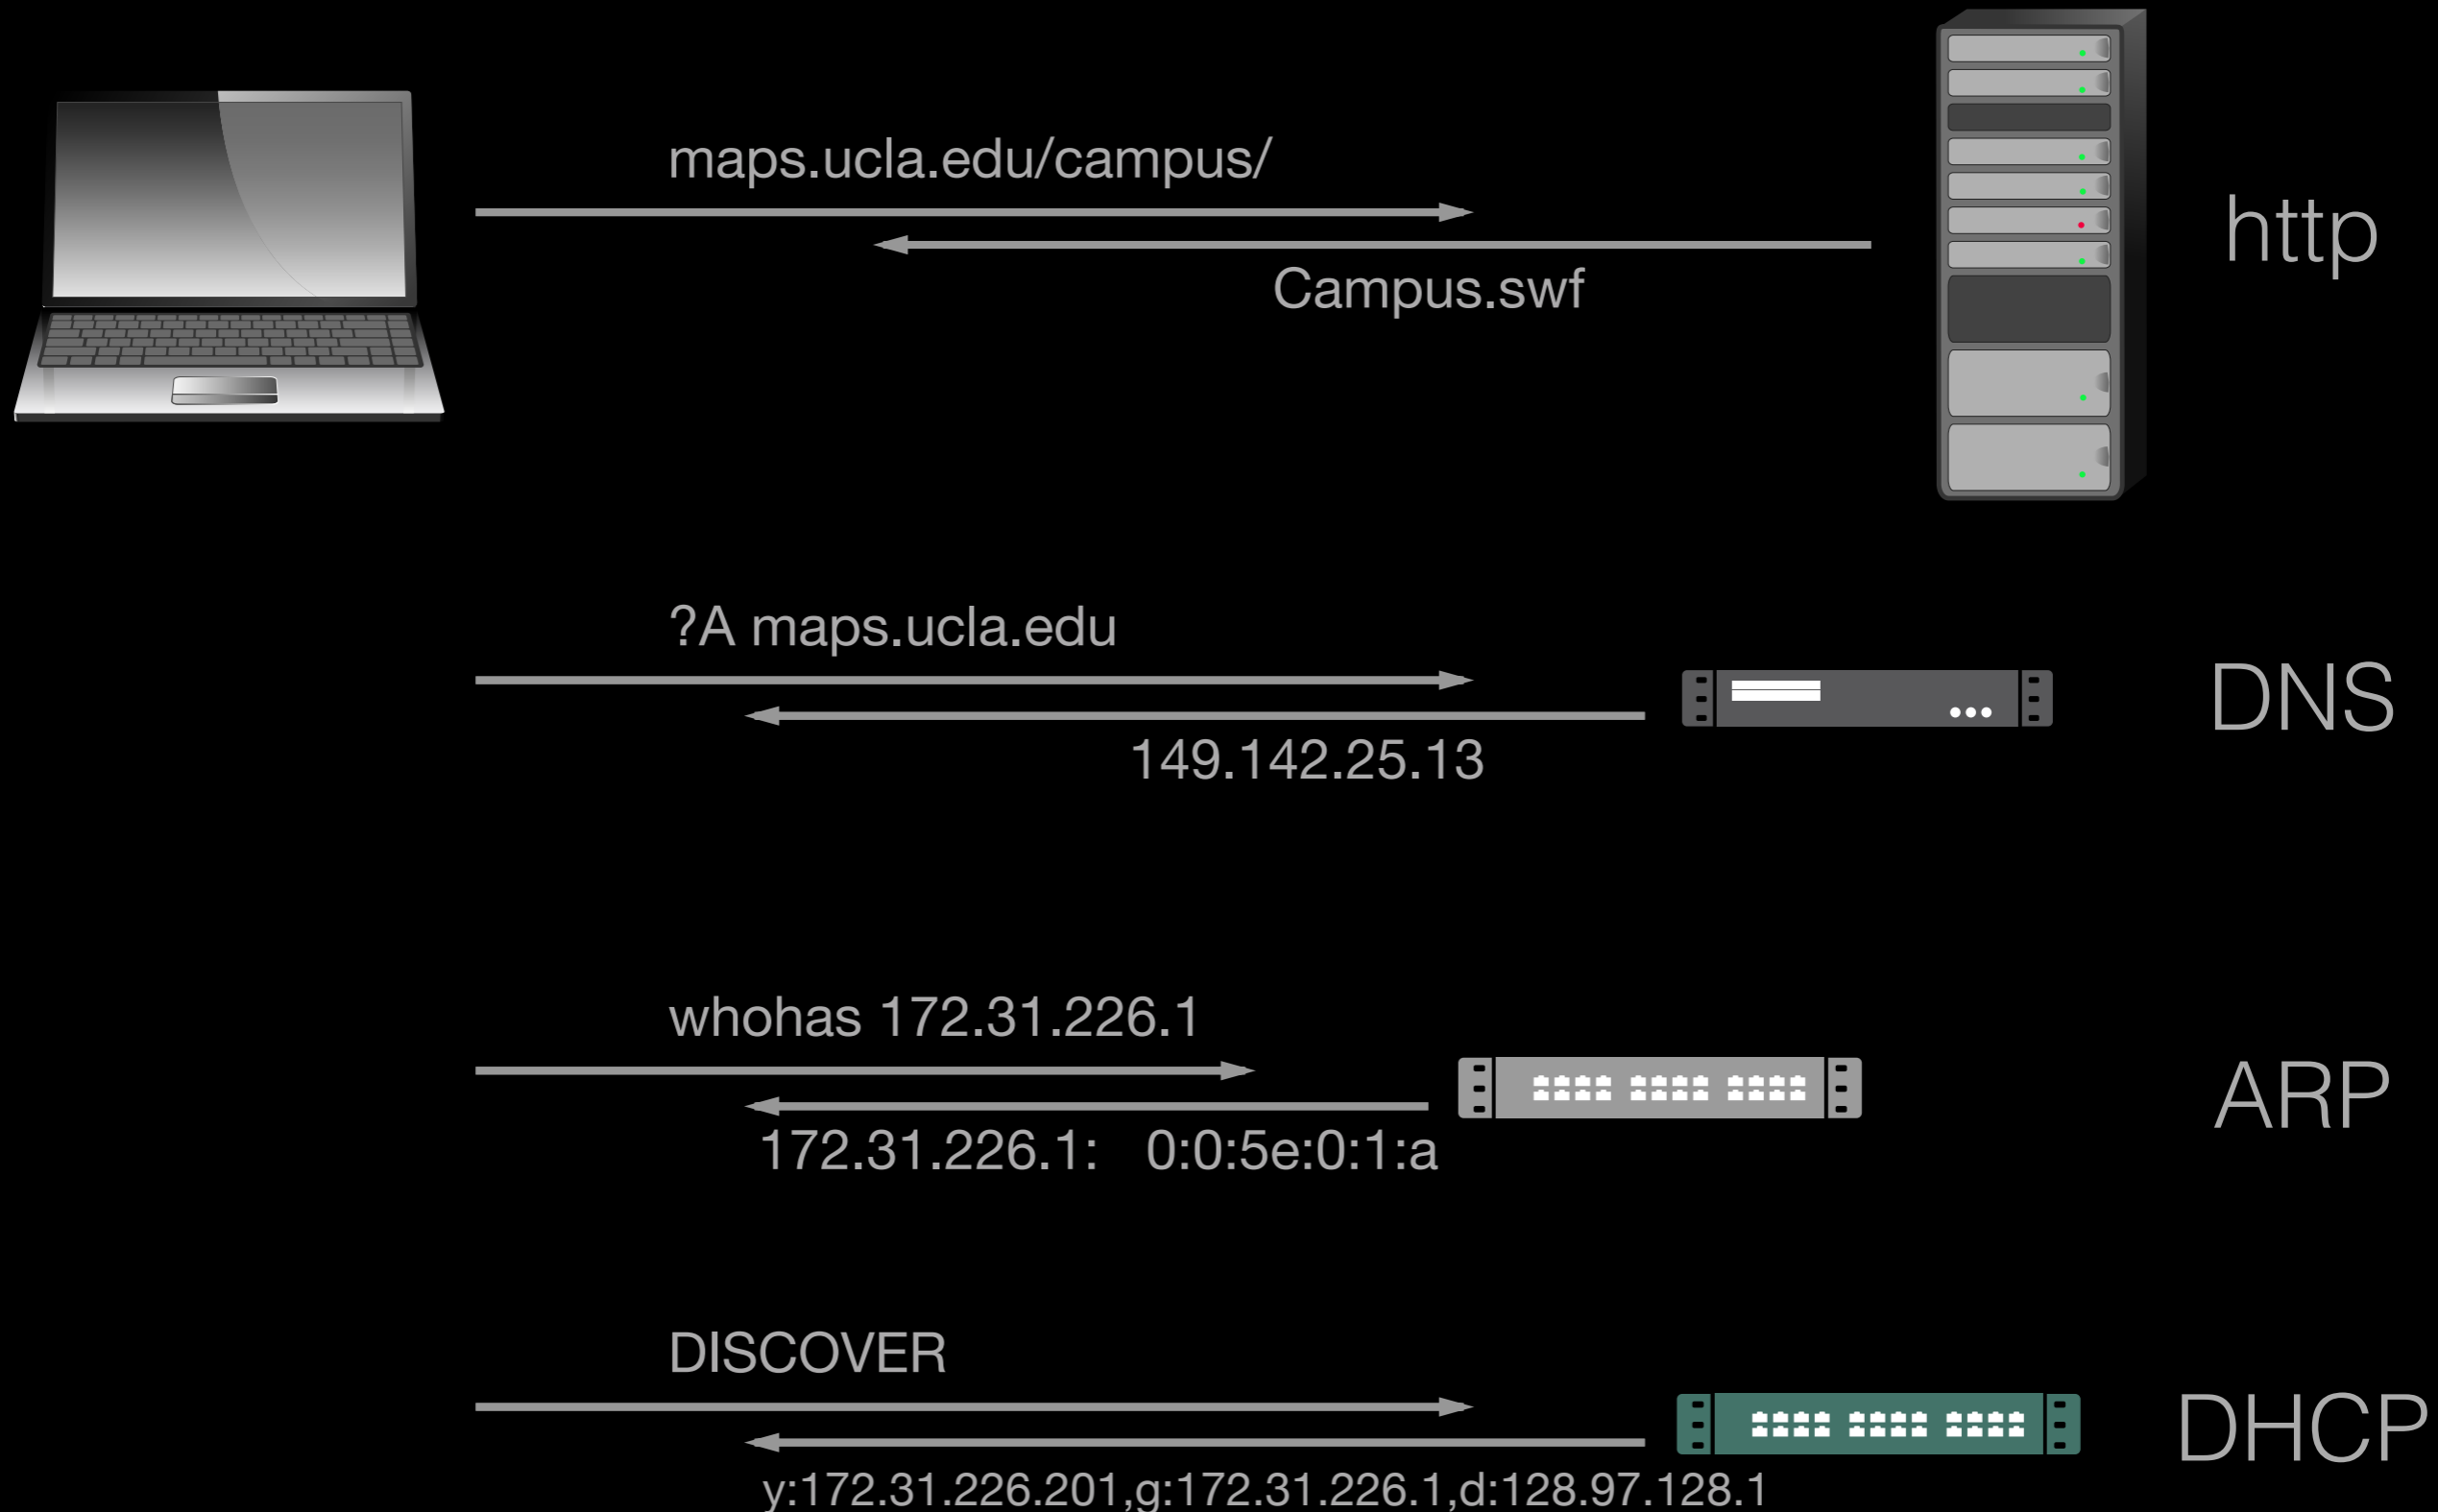 maps.ucla.edu/campus/
http
Campus.swf
?A maps.ucla.edu
DNS
149.142.25.13
whohas 172.31.226.1
ARP
172.31.226.1: 0:0:5e:0:1:a
DISCOVER
DHCP
y:172.31.226.201,g:172.31.226.1,d:128.97.128.1